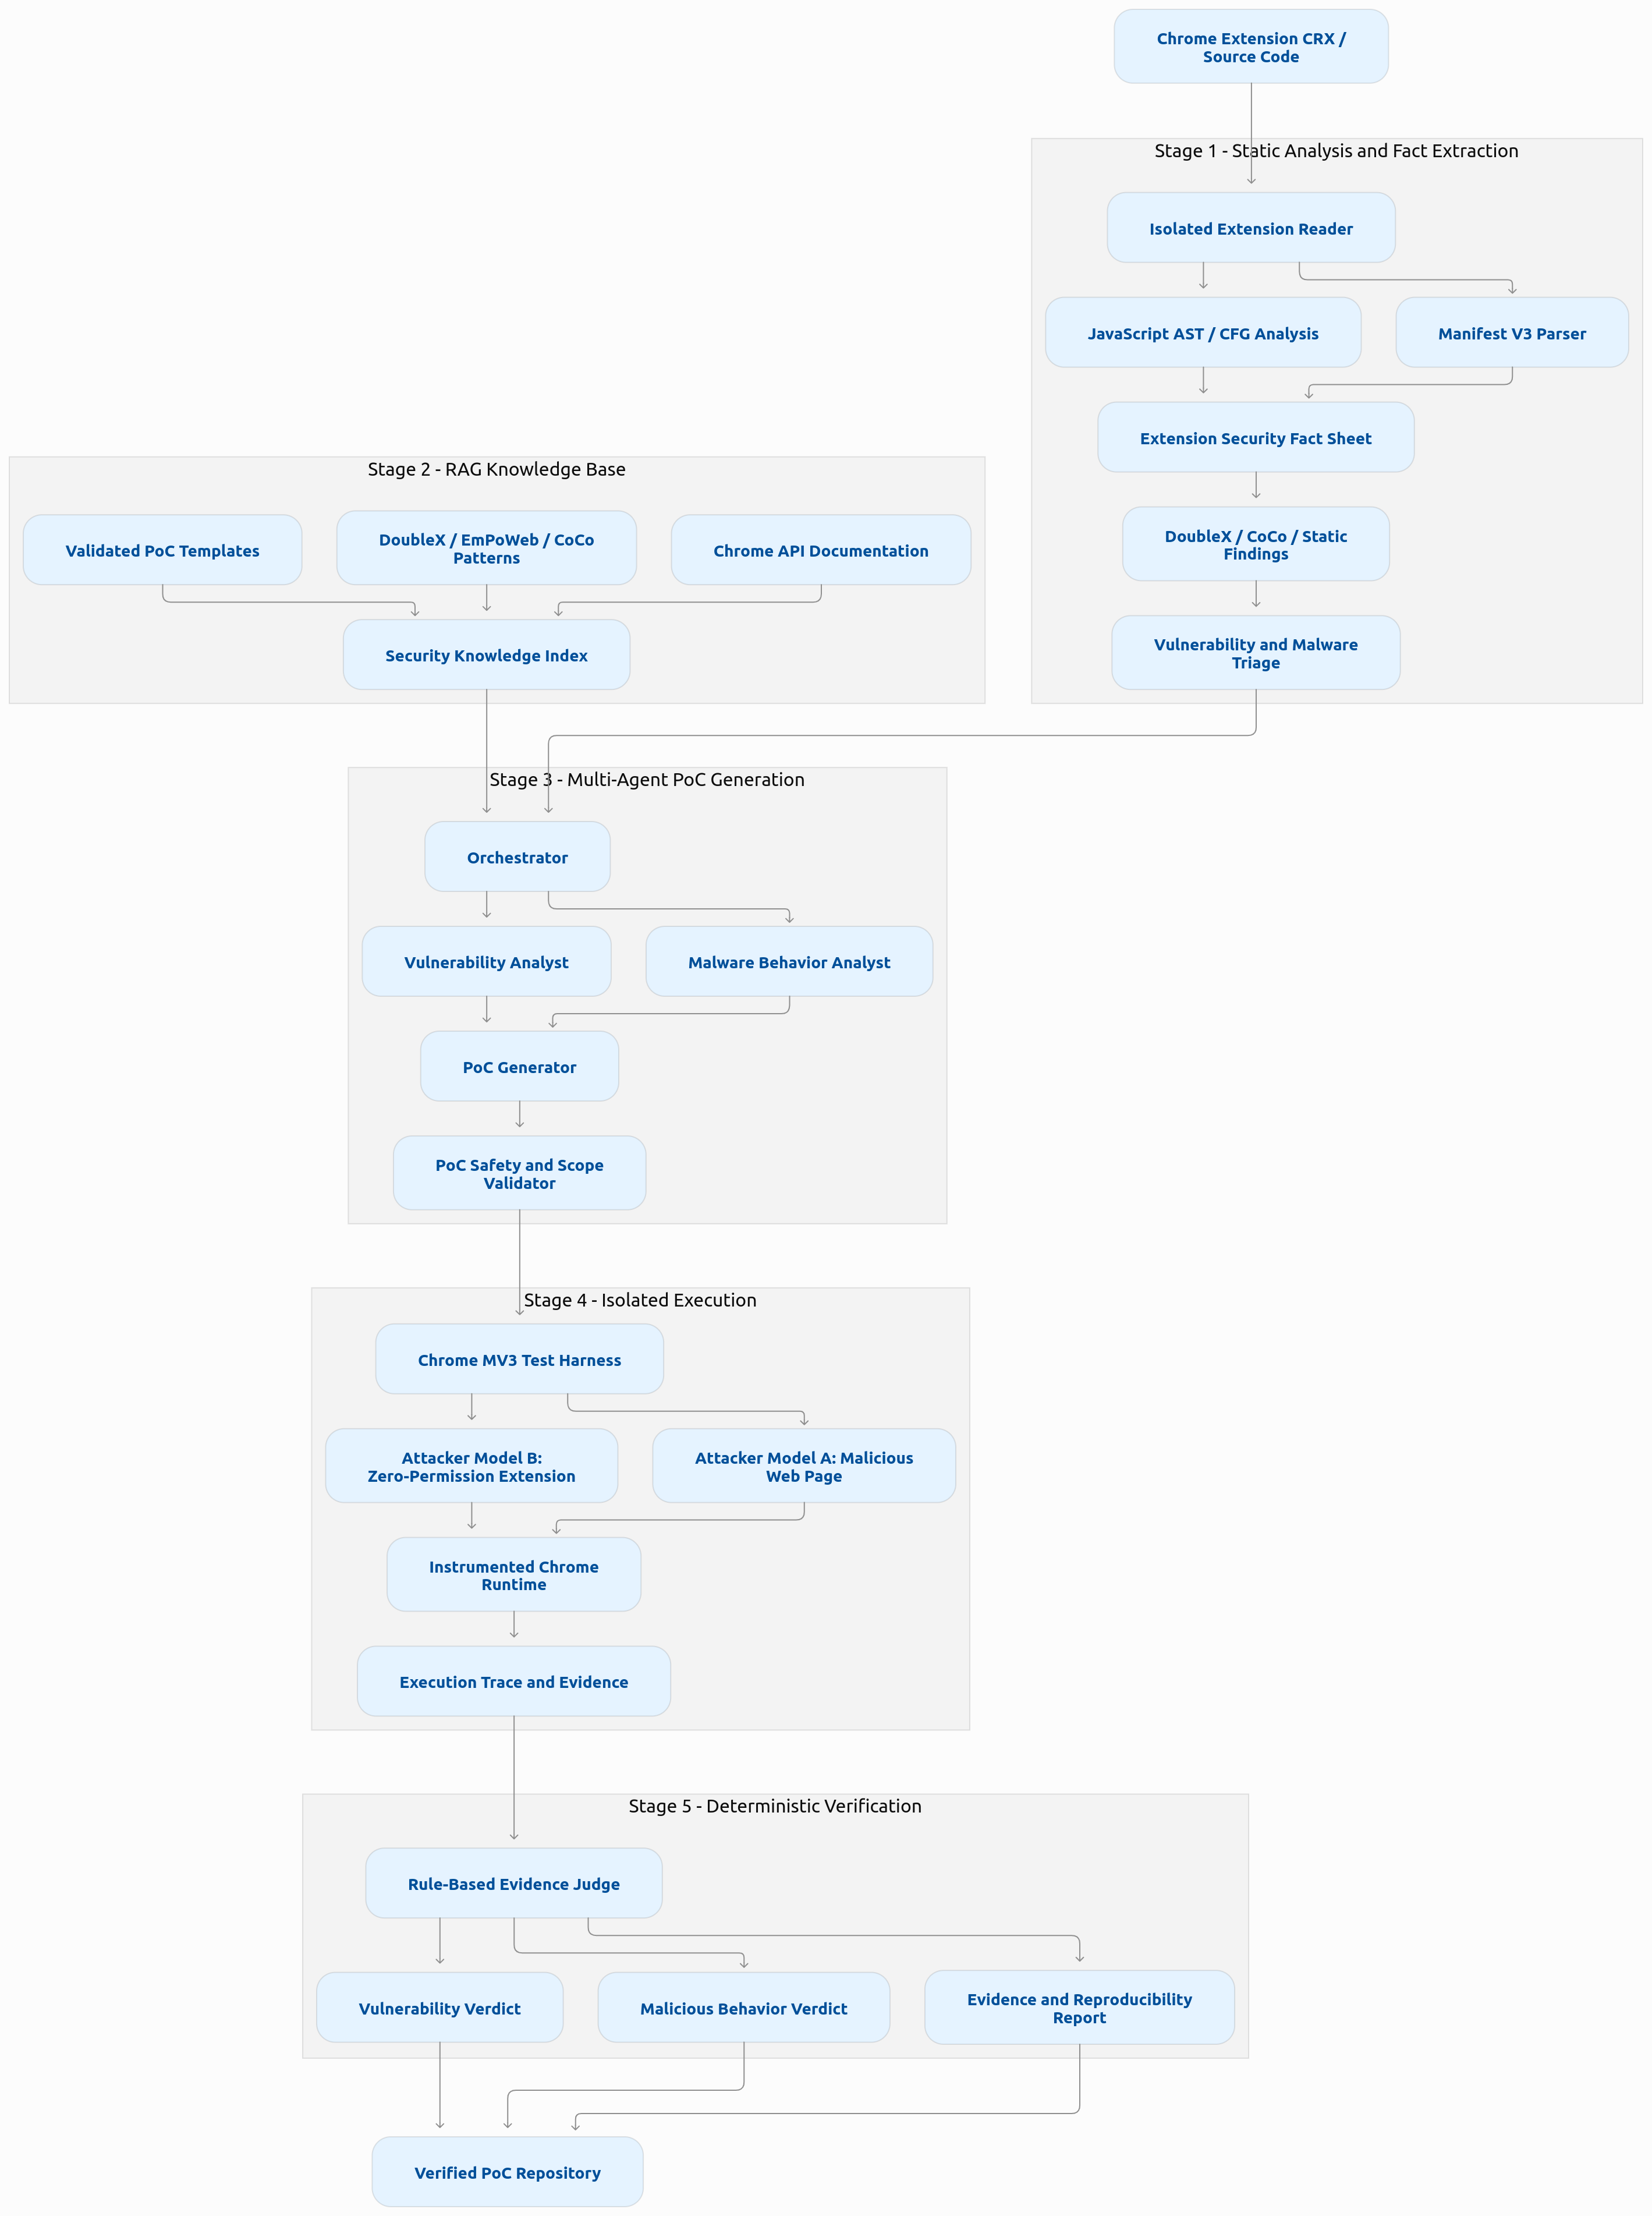 Chrome Extension CRX /
Source Code
Stage 1 - Static Analysis and Fact Extraction
Isolated Extension Reader
JavaScript AST / CFG Analysis
Manifest V3 Parser
Extension Security Fact Sheet
DoubleX / CoCo / Static
Findings
Vulnerability and Malware
Triage
Stage 2 - RAG Knowledge Base
Validated PoC Templates
DoubleX / EmPoWeb / CoCo
Patterns
Chrome API Documentation
Security Knowledge Index
Stage 3 - Multi-Agent PoC Generation
Orchestrator
Vulnerability Analyst
Malware Behavior Analyst
PoC Generator
PoC Safety and Scope
Validator
Stage 4 - Isolated Execution
Chrome MV3 Test Harness
Attacker Model B:
Zero-Permission Extension
Attacker Model A: Malicious
Web Page
Instrumented Chrome
Runtime
Execution Trace and Evidence
Stage 5 - Deterministic Verification
Rule-Based Evidence Judge
Vulnerability Verdict
Malicious Behavior Verdict
Evidence and Reproducibility
Report
Verified PoC Repository